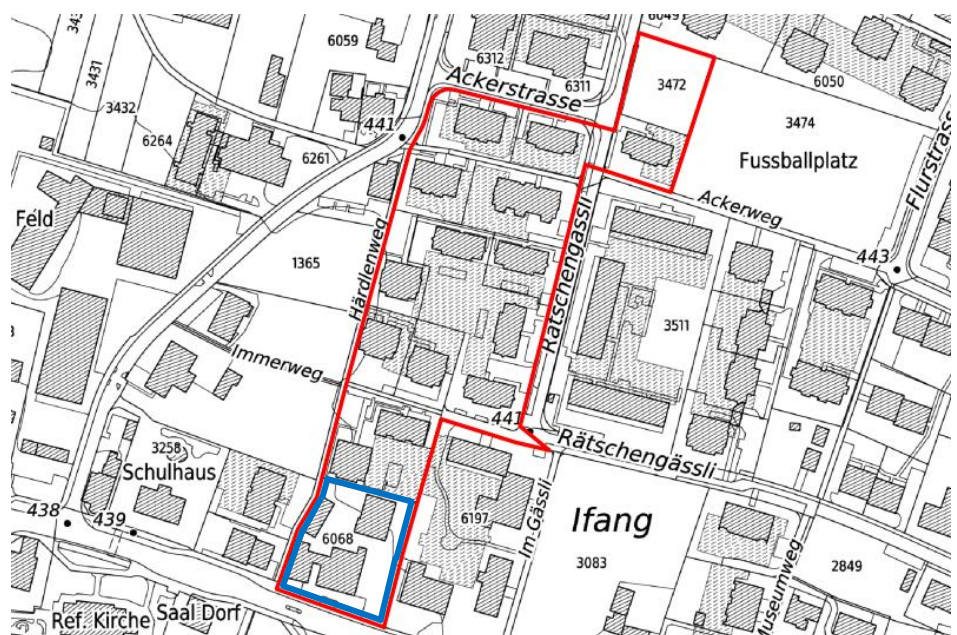 6049
6059
6312
6311
3431
Ackerstrasse
3472
6050
3432
441
6264
6261
3474
Fussballplatz
Flurstrass
Ackerweg
Feld
Härdlenweg
Rätschengässli
443
1365
3511
Immerweg
441
Rätschengässli
3258
Schulhaus
438
439
6068
6197
Im-Gässli
Ifang
3083
useumweg
2849
Saal Dorf
Ref. Kirche